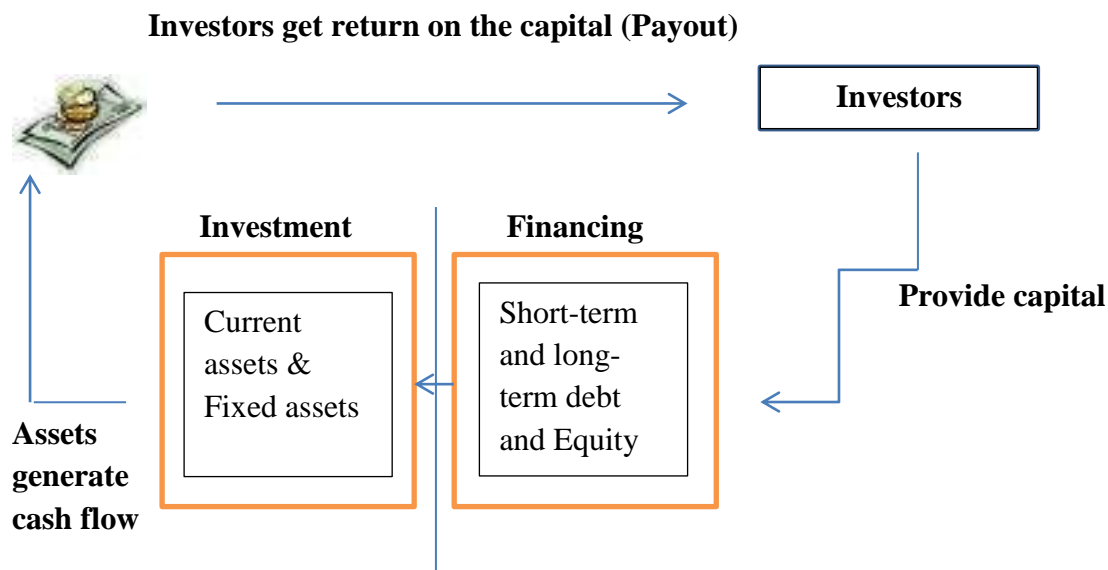 Investors get return on the capital (Payout)
Investors
Investment
Financing
Provide capital
Current
assets &
Fixed assets
Short-term
and long-
term debt
and Equity
Assets
generate
cash flow